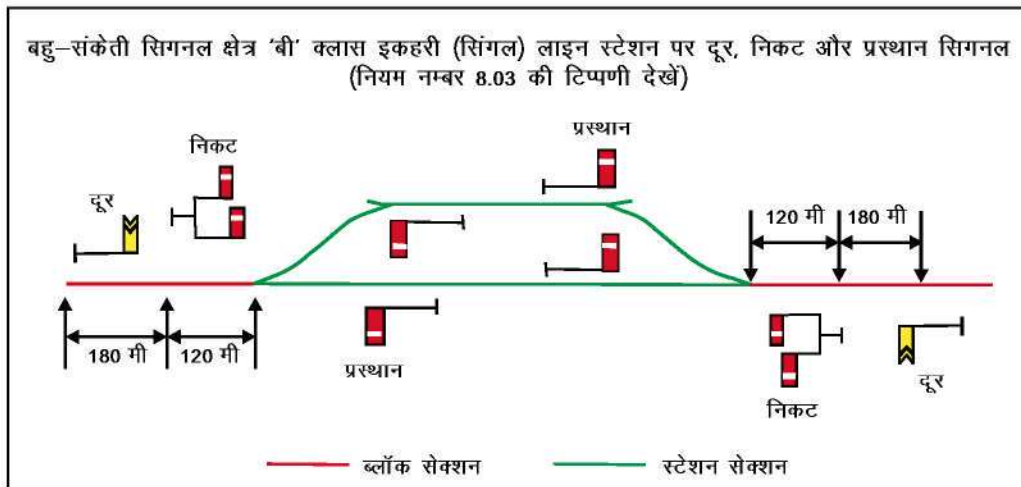 बहु–संकेती सिगनल क्षेत्र ‘बी’ क्लास इकहरी (सिंगल) लाइन स्टेशन पर दूर, निकट और प्रस्थान सिगनल
(नियम नम्बर 8.03 की टिप्पणी देखें)
प्रस्थान
निकट
दूर
120 मी
180 मी
180 मी
120 मी
प्रस्थान
निकट
दूर
ब्लॉक सेक्शन
स्टेशन सेक्शन